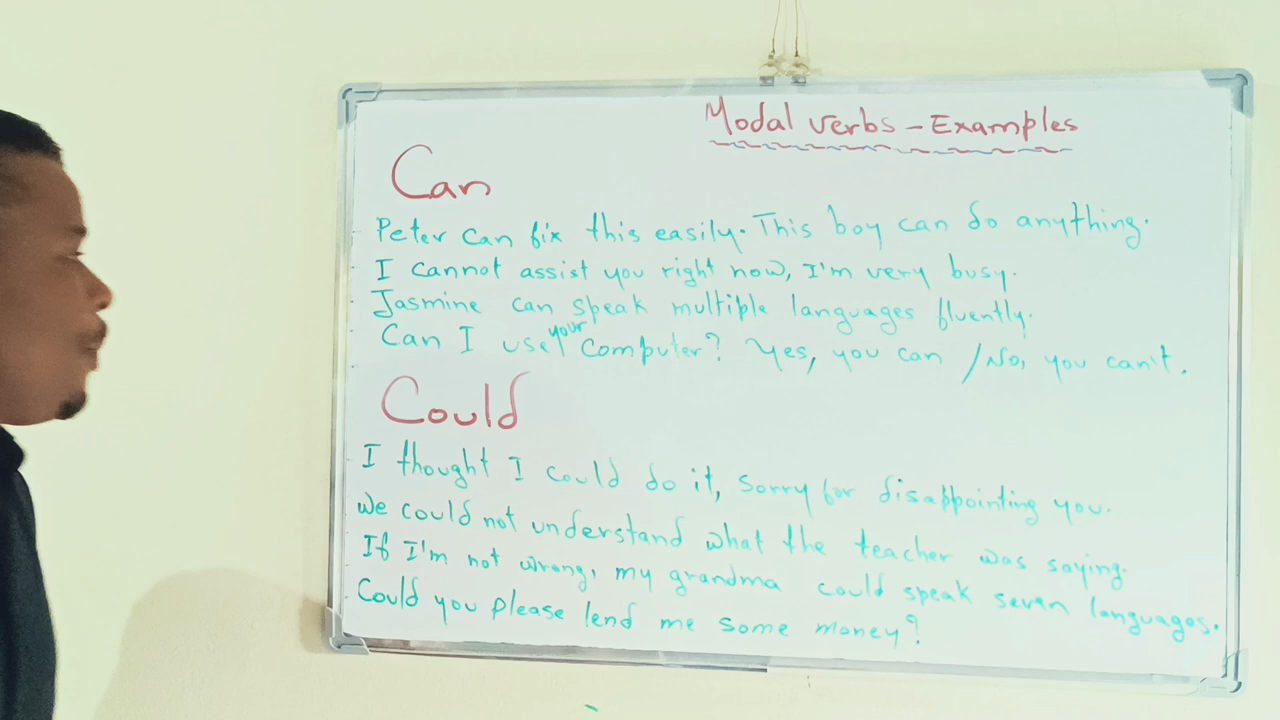 Modal verbs - Examples
Can
Peter can fix this easily. This boy can do anything.
I cannot assist you right now, I'm very busy.
Jasmine can speak multiple languages fluently.
Can I use your computer? Yes, you can / No, you can't.
Could
I thought I could do it, sorry for disappointing you.
We could not understand what the teacher was saying.
If I'm not wrong, my grandma could speak seven languages.
Could you please lend me some money?